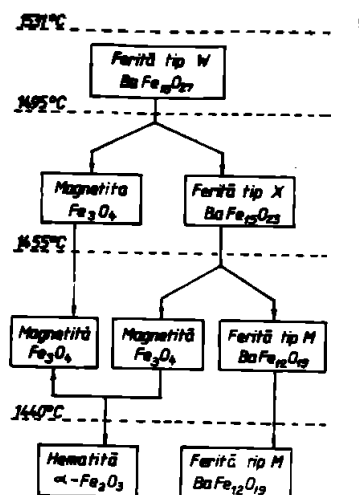 1531°C
Ferită tip W
BaFe₁₈O₂₇
1495°C
Magnetita
Fe₃O₄
Ferită tip X
BaFe₁₅O₂₃
1455°C
Magnetită
Fe₃O₄
Magnetită
Fe₃O₄
Ferită tip M
BaFe₁₂O₁₉
1440°C
Hematită
α-Fe₂O₃
Ferită tip M
BaFe₁₂O₁₉